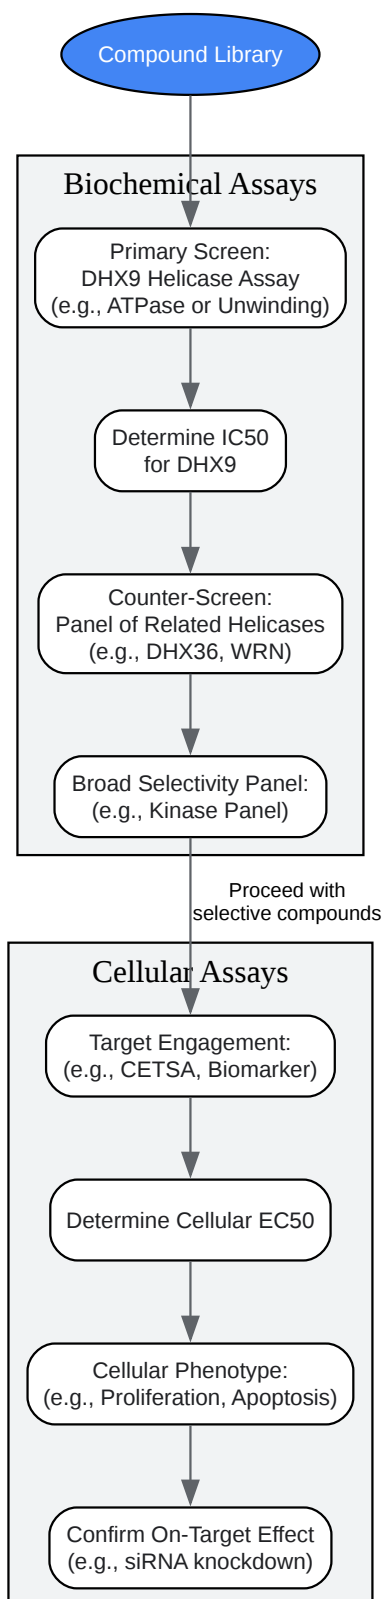 Compound Library
Biochemical Assays
Primary Screen:
DHX9 Helicase Assay
(e.g., ATPase or Unwinding)
Determine IC50
for DHX9
Counter-Screen:
Panel of Related Helicases
(e.g., DHX36, WRN)
Broad Selectivity Panel:
(e.g., Kinase Panel)
Proceed with
selective compounds
Cellular Assays
Target Engagement:
(e.g., CETSA, Biomarker)
Determine Cellular EC50
Cellular Phenotype:
(e.g., Proliferation, Apoptosis)
Confirm On-Target Effect
(e.g., siRNA knockdown)